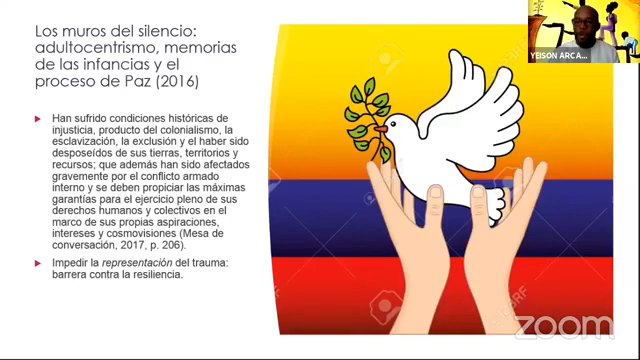 Los muros del silencio:
adultocentrismo, memorias
de las infancias y el
proceso de Paz (2016)
Han sufrido condiciones históricas de
injusticia, producto del colonialismo, la
esclavización, la exclusión y el haber sido
desposeídos de sus tierras, territorios y
recursos; que además han sido afectados
gravemente por el conflicto armado
interno y se deben propiciar las máximas
garantías para el ejercicio pleno de sus
derechos humanos y colectivos en el
marco de sus propias aspiraciones,
intereses y cosmovisiones (Mesa de
conversación, 2017, p. 206).
Impedir la representación del trauma:
barrera contra la resiliencia.
YEISON ARCA...
zoom